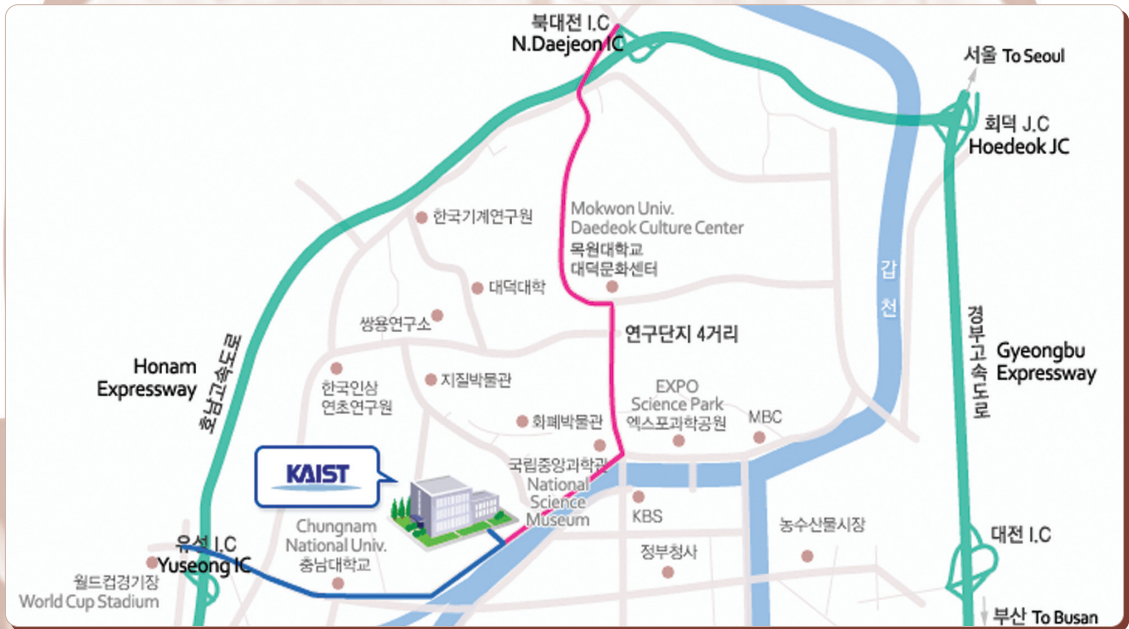 북대전 I.C
N.Daejeon IC
서울 To Seoul
회덕 J.C
Hoedeok JC
한국기계연구원
Mokwon Univ.
Daedeok Culture Center
목원대학교
대덕문화센터
갑천
대덕대학
쌍용연구소
연구단지 4거리
경부고속도로
Gyeongbu
Expressway
Honam
Expressway
호남고속도로
한국인삼
연초연구원
지질박물관
EXPO
Science Park
엑스포과학공원
MBC
화폐박물관
KAIST
국립중앙과학관
National
Science
Museum
KBS
Chungnam
National Univ.
충남대학교
농수산물시장
대전 I.C
정부청사
유성 I.C
Yuseong IC
월드컵경기장
World Cup Stadium
부산 To Busan